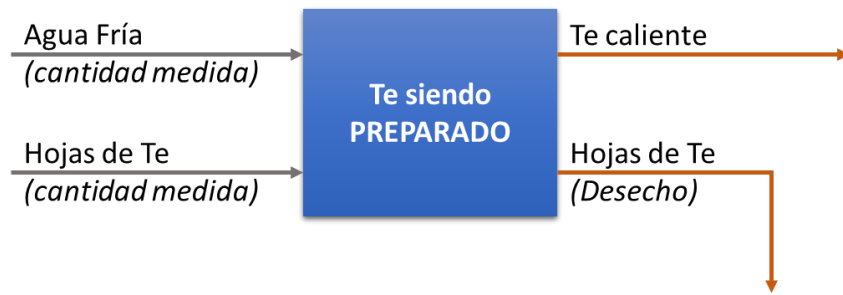 Agua Fría
(cantidad medida)
Hojas de Te
(cantidad medida)
Te siendo
PREPARADO
Te caliente
Hojas de Te
(Desecho)